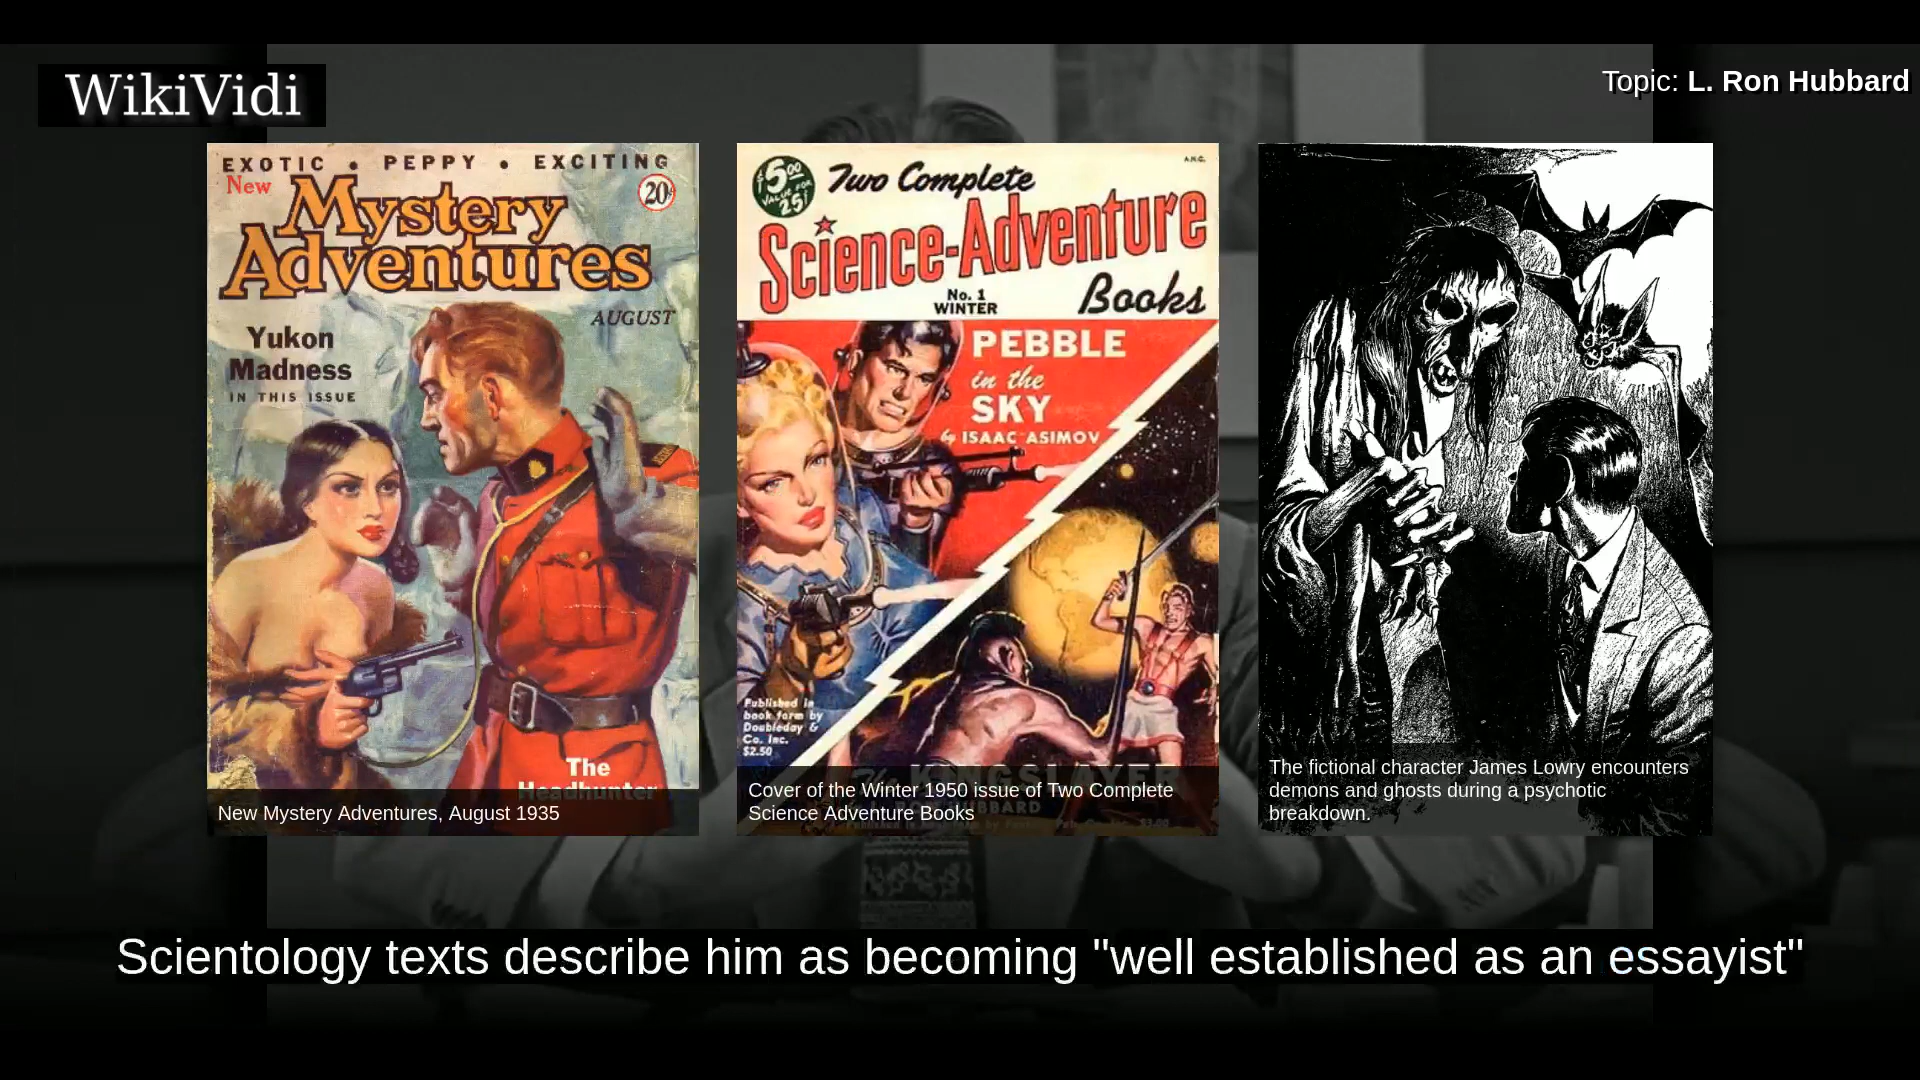 WikiVidi
Topic: L. Ron Hubbard
EXOTIC • PEPPY • EXCITING
New
20¢
Mystery
Adventures
AUGUST
Yukon
Madness
IN THIS ISSUE
The
Headhunter
New Mystery Adventures, August 1935
$5.00
VALUE FOR
25¢
Two Complete
Science-Adventure
Books
No. 1
WINTER
PEBBLE
in the
SKY
by ISAAC ASIMOV
Published in
book form by
Doubleday &
Co. Inc.
$2.50
The KINGSLAYER
HUBBARD
Cover of the Winter 1950 issue of Two Complete
Science Adventure Books
The fictional character James Lowry encounters
demons and ghosts during a psychotic
breakdown.
Scientology texts describe him as becoming "well established as an essayist"